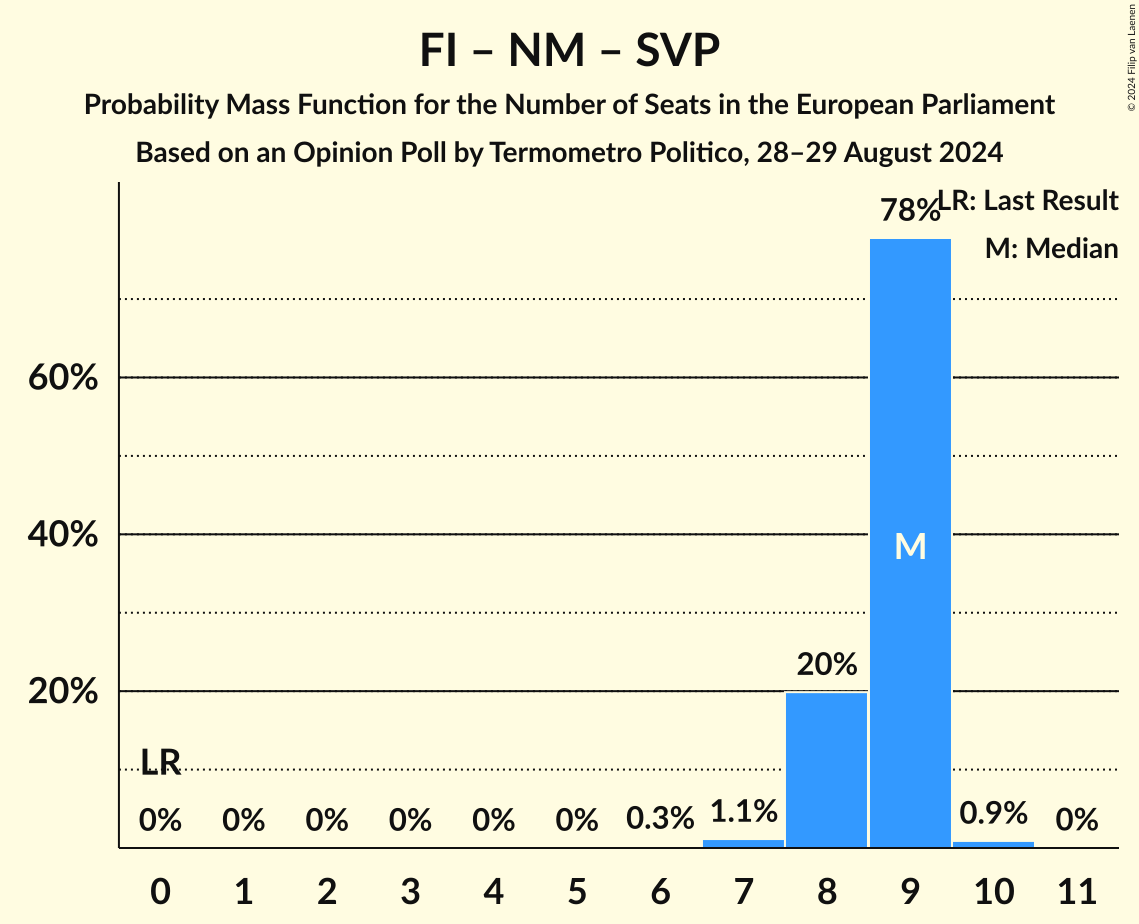 FI – NM – SVP
Probability Mass Function for the Number of Seats in the European Parliament
Based on an Opinion Poll by Termometro Politico, 28–29 August 2024
© 2024 Filip van Laenen
LR: Last Result
M: Median
78%
60%
40%
20%
M
20%
LR
0% 0% 0% 0% 0% 0% 0.3% 1.1% 0.9% 0%
0 1 2 3 4 5 6 7 8 9 10 11